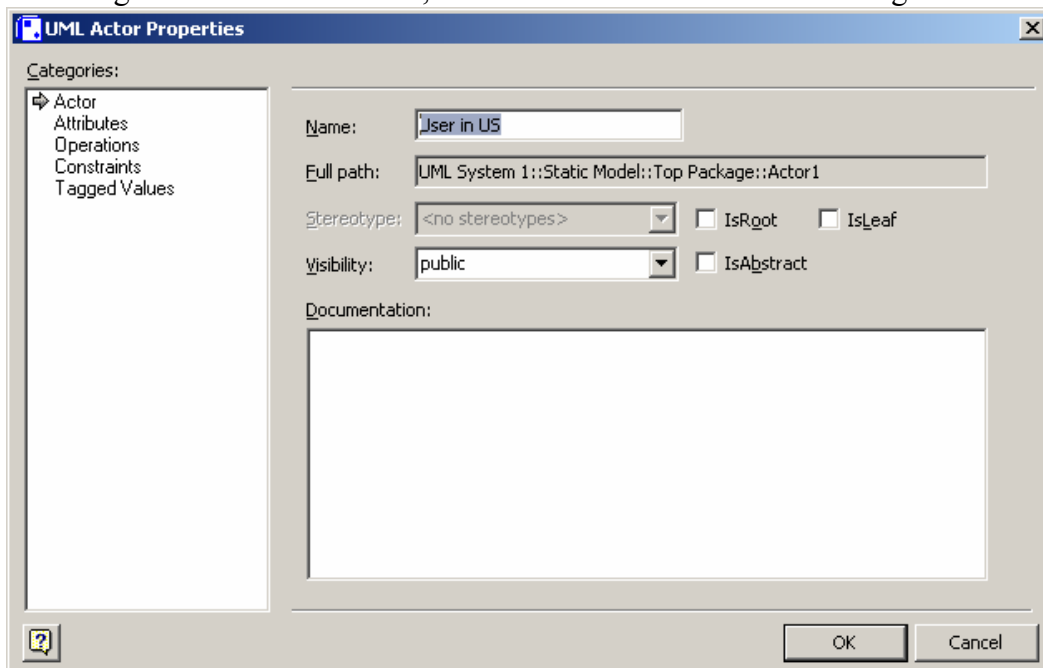 UML Actor Properties
Categories:
Actor
Attributes
Operations
Constraints
Tagged Values
Name: User in US
Full path: UML System 1::Static Model::Top Package::Actor1
Stereotype: <no stereotypes> IsRoot IsLeaf
Visibility: public IsAbstract
Documentation:
OK Cancel